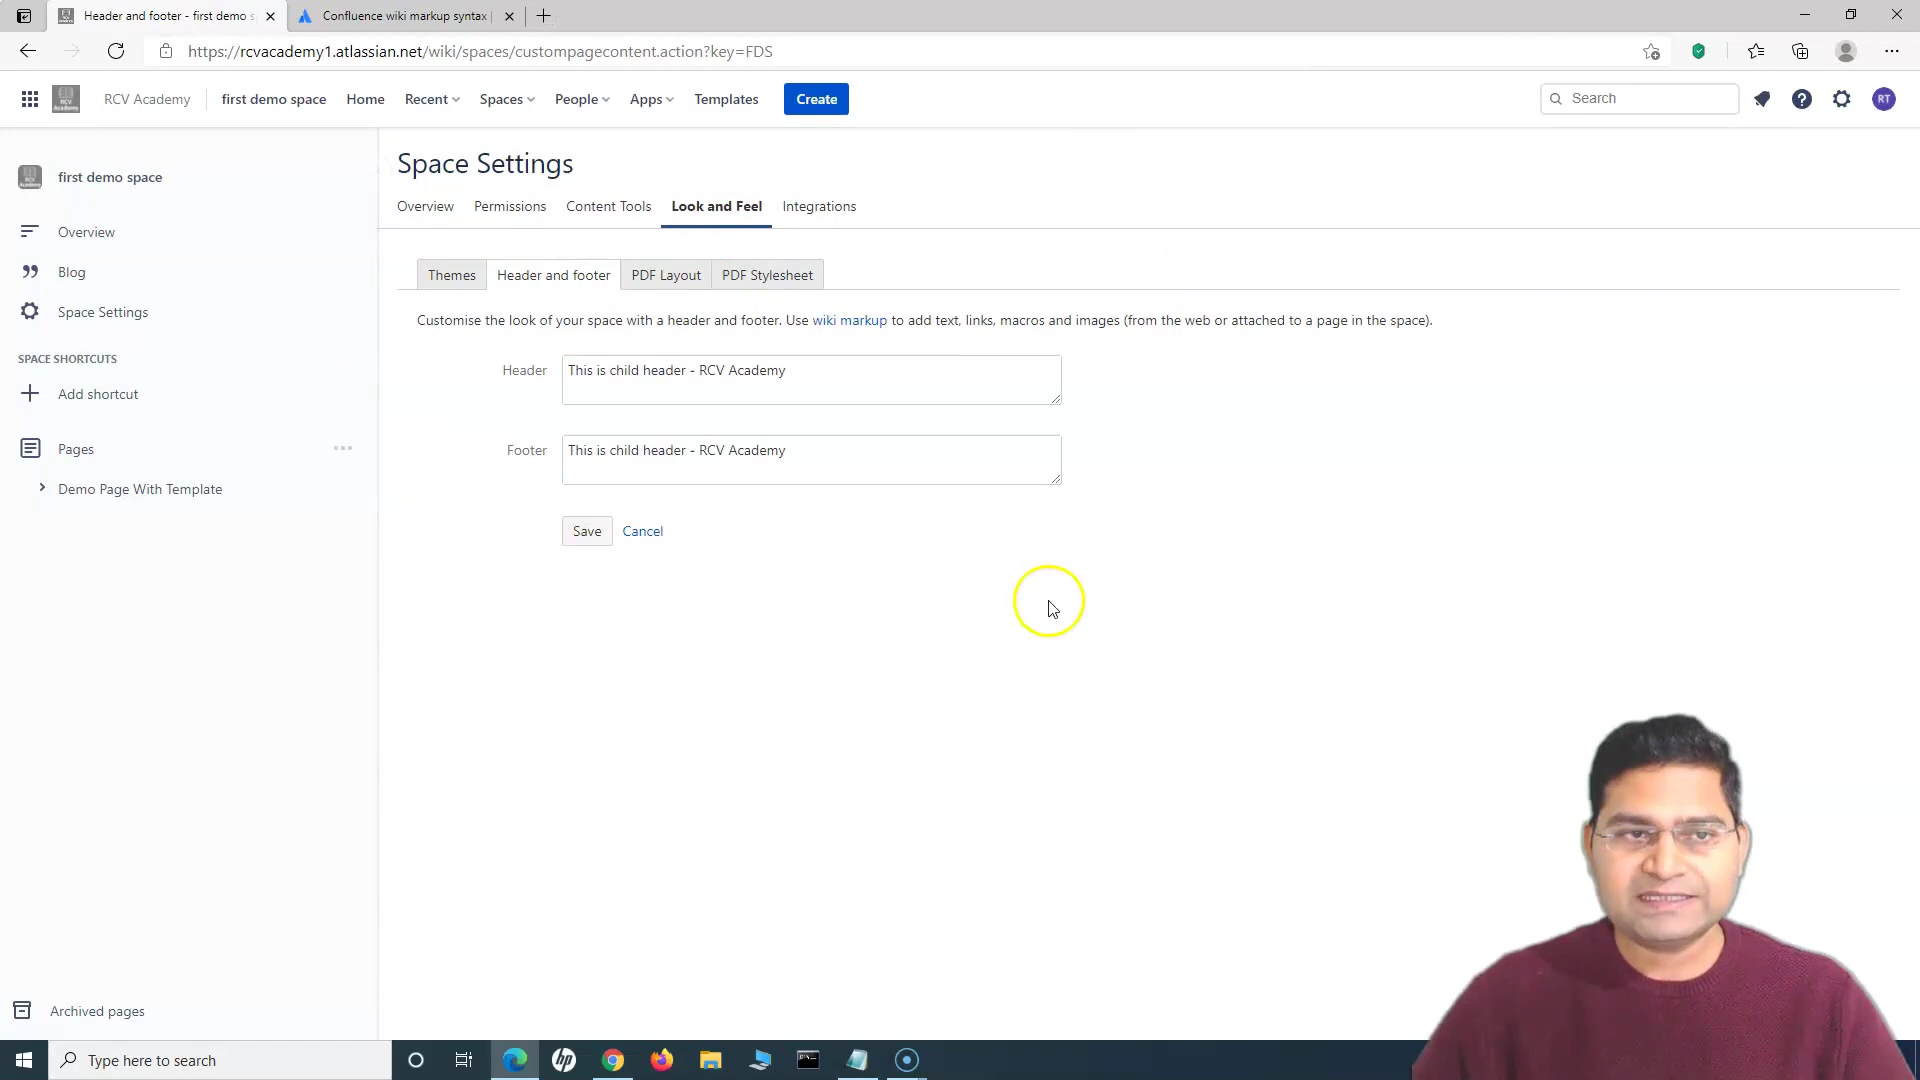 Header and footer - first demo s
Confluence wiki markup syntax
https://rcvacademy1.atlassian.net/wiki/spaces/custompagecontent.action?key=FDS
RCV Academy
first demo space
Home
Recent
Spaces
People
Apps
Templates
Create
Search
RT
first demo space
Overview
Blog
Space Settings
SPACE SHORTCUTS
Add shortcut
Pages
Demo Page With Template
Archived pages
Space Settings
Overview
Permissions
Content Tools
Look and Feel
Integrations
Themes
Header and footer
PDF Layout
PDF Stylesheet
Customise the look of your space with a header and footer. Use wiki markup to add text, links, macros and images (from the web or attached to a page in the space).
Header
This is child header - RCV Academy
Footer
This is child header - RCV Academy
Save
Cancel
Type here to search
hp